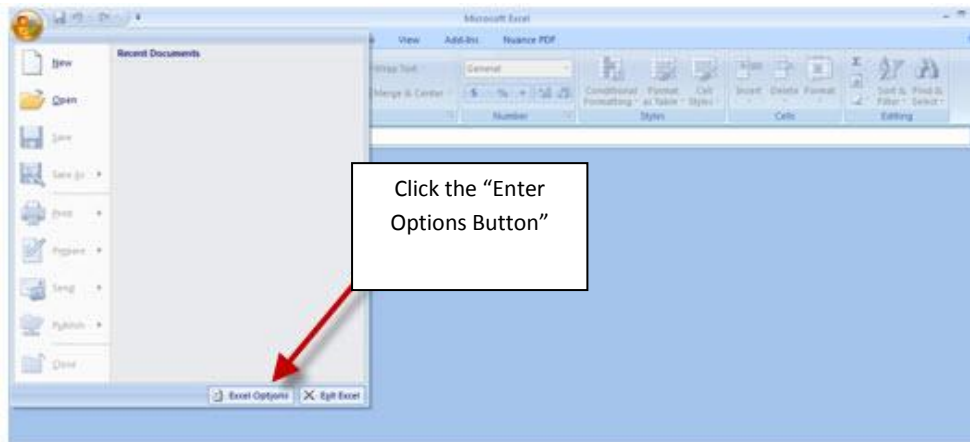 Microsoft Excel
View Add-Ins Nuance PDF
New
Recent Documents
Open
Save
Save As
Print
Prepare
Send
Publish
Close
Wrap Text
General
Merge & Center
$ % ,
Number
Conditional Formatting
Format as Table
Cell Styles
Styles
Insert Delete Format
Cells
Σ
Sort & Filter
Find & Select
Editing
Click the “Enter
Options Button”
Excel Options Exit Excel